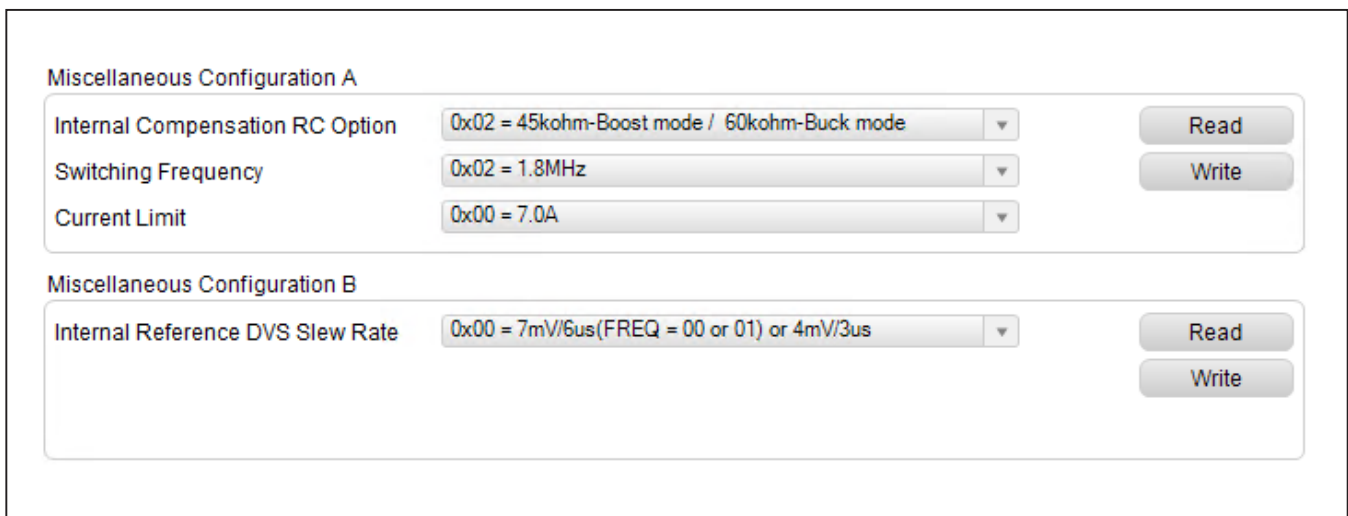 Miscellaneous Configuration A
Internal Compensation RC Option 0x02 = 45kohm-Boost mode /  60kohm-Buck mode Read
Switching Frequency 0x02 = 1.8MHz Write
Current Limit 0x00 = 7.0A
Miscellaneous Configuration B
Internal Reference DVS Slew Rate 0x00 = 7mV/6us(FREQ = 00 or 01) or 4mV/3us Read
Write